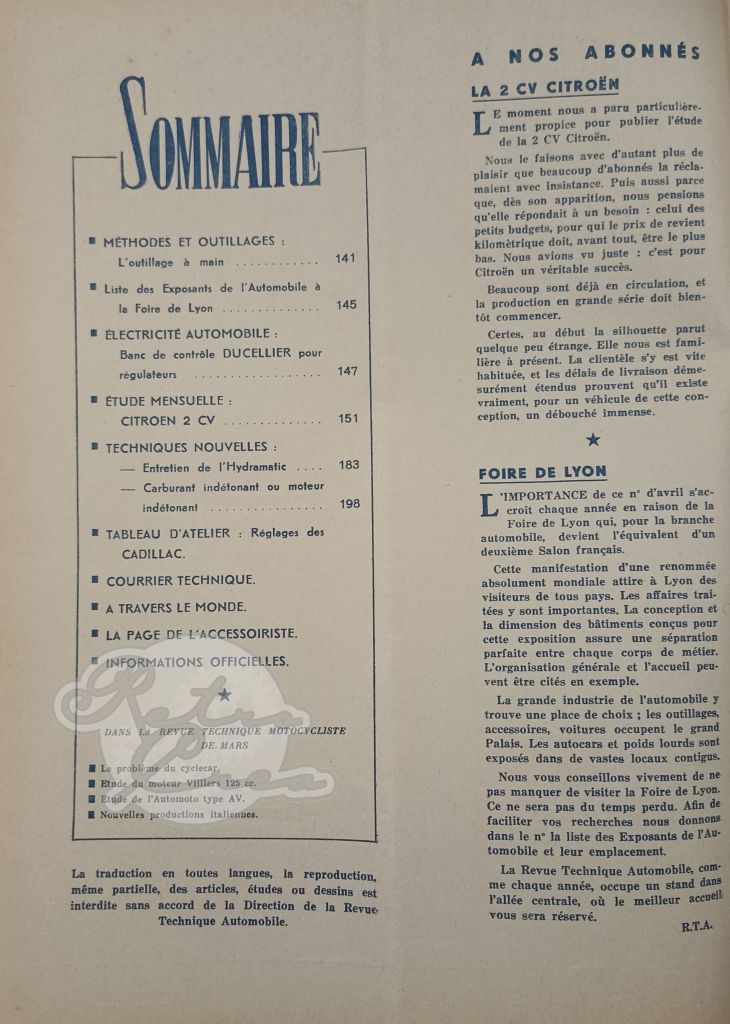 SOMMAIRE
■ MÉTHODES ET OUTILLAGES :
L'outillage à main ............ 141
■ Liste des Exposants de l'Automobile à
la Foire de Lyon .............. 145
■ ÉLECTRICITÉ AUTOMOBILE :
Banc de contrôle DUCELLIER pour
régulateurs .................. 147
■ ÉTUDE MENSUELLE :
CITROEN 2 CV .............. 151
■ TECHNIQUES NOUVELLES :
— Entretien de l'Hydramatic .... 183
— Carburant indétonant ou moteur
indétonant ................ 198
■ TABLEAU D'ATELIER : Réglages des
CADILLAC.
■ COURRIER TECHNIQUE.
■ A TRAVERS LE MONDE.
■ LA PAGE DE L'ACCESSOIRISTE.
■ INFORMATIONS OFFICIELLES.
★
DANS LA REVUE TECHNIQUE MOTOCYCLISTE
DE MARS
■ Le problème du cyclecar.
■ Etude du moteur Villiers 125 cc.
■ Etude de l'Automoto type AV.
■ Nouvelles productions italiennes.
Retro Press
La traduction en toutes langues, la reproduction,
même partielle, des articles, études ou dessins est
interdite sans accord de la Direction de la Revue
Technique Automobile.
A NOS ABONNÉS
LA 2 CV CITROËN
LE moment nous a paru particulière-
ment propice pour publier l'étude
de la 2 CV Citroën.
Nous le faisons avec d'autant plus de
plaisir que beaucoup d'abonnés la récla-
maient avec insistance. Puis aussi parce
que, dès son apparition, nous pensions
qu'elle répondait à un besoin : celui des
petits budgets, pour qui le prix de revient
kilomètrique doit, avant tout, être le plus
bas. Nous avions vu juste : c'est pour
Citroën un véritable succès.
Beaucoup sont déjà en circulation, et
la production en grande série doit bien-
tôt commencer.
Certes, au début la silhouette parut
quelque peu étrange. Elle nous est fami-
lière à présent. La clientèle s'y est vite
habituée, et les délais de livraison déme-
surément étendus prouvent qu'il existe
vraiment, pour un véhicule de cette con-
ception, un débouché immense.
★
FOIRE DE LYON
L'IMPORTANCE de ce n° d'avril s'ac-
croît chaque année en raison de la
Foire de Lyon qui, pour la branche
automobile, devient l'équivalent d'un
deuxième Salon français.
Cette manifestation d'une renommée
absolument mondiale attire à Lyon des
visiteurs de tous pays. Les affaires trai-
tées y sont importantes. La conception et
la dimension des bâtiments conçus pour
cette exposition assure une séparation
parfaite entre chaque corps de métier.
L'organisation générale et l'accueil peu-
vent être cités en exemple.
La grande industrie de l'automobile y
trouve une place de choix ; les outillages,
accessoires, voitures occupent le grand
Palais. Les autocars et poids lourds sont
exposés dans de vastes locaux contigus.
Nous vous conseillons vivement de ne
pas manquer de visiter la Foire de Lyon.
Ce ne sera pas du temps perdu. Afin de
faciliter vos recherches nous donnons
dans le n° la liste des Exposants de l'Au-
tomobile et leur emplacement.
La Revue Technique Automobile, com-
me chaque année, occupe un stand dans
l'allée centrale, où le meilleur accueil
vous sera réservé.
R.T.A.